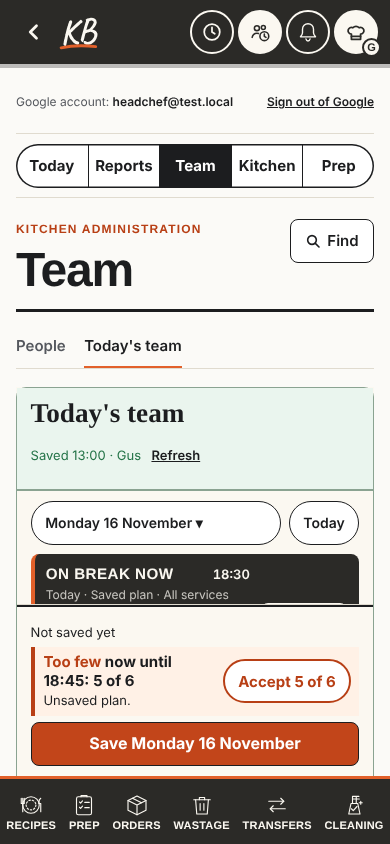 KB
G
Google account: headchef@test.local Sign out of Google
Today Reports Team Kitchen Prep
KITCHEN ADMINISTRATION
Team
Find
People Today's team
Today's team
Saved 13:00 · Gus Refresh
Monday 16 November ▾ Today
ON BREAK NOW 18:30
Today · Saved plan · All services
Not saved yet
Too few now until
18:45: 5 of 6
Unsaved plan.
Accept 5 of 6
Save Monday 16 November
RECIPES PREP ORDERS WASTAGE TRANSFERS CLEANING